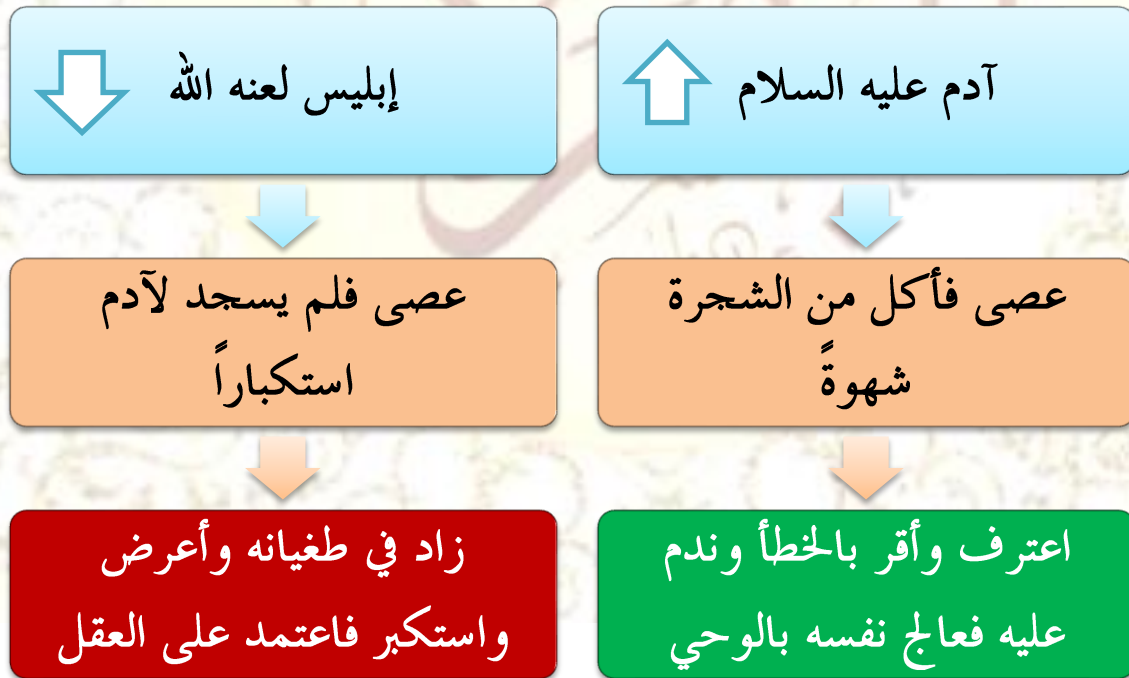 آدم عليه السلام
إبليس لعنه الله
عصى فأكل من الشجرة
شهوةً
عصى فلم يسجد لآدم
استكباراً
اعترف وأقر بالخطأ وندم
عليه فعالج نفسه بالوحي
زاد في طغيانه وأعرض
واستكبر فاعتمد على العقل